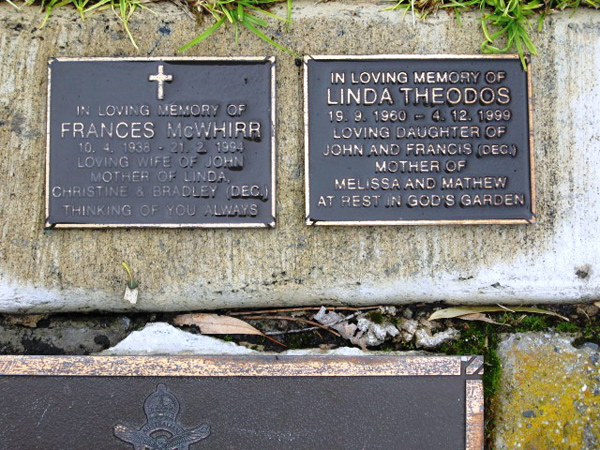 IN LOVING MEMORY OF
FRANCES McWHIRR
10. 4. 1938 - 21. 2. 1994
LOVING WIFE OF JOHN
MOTHER OF LINDA,
CHRISTINE & BRADLEY (DEC.)
THINKING OF YOU ALWAYS
IN LOVING MEMORY OF
LINDA THEODOS
19. 9. 1960 - 4. 12. 1999
LOVING DAUGHTER OF
JOHN AND FRANCIS (DEC.)
MOTHER OF
MELISSA AND MATHEW
AT REST IN GOD'S GARDEN